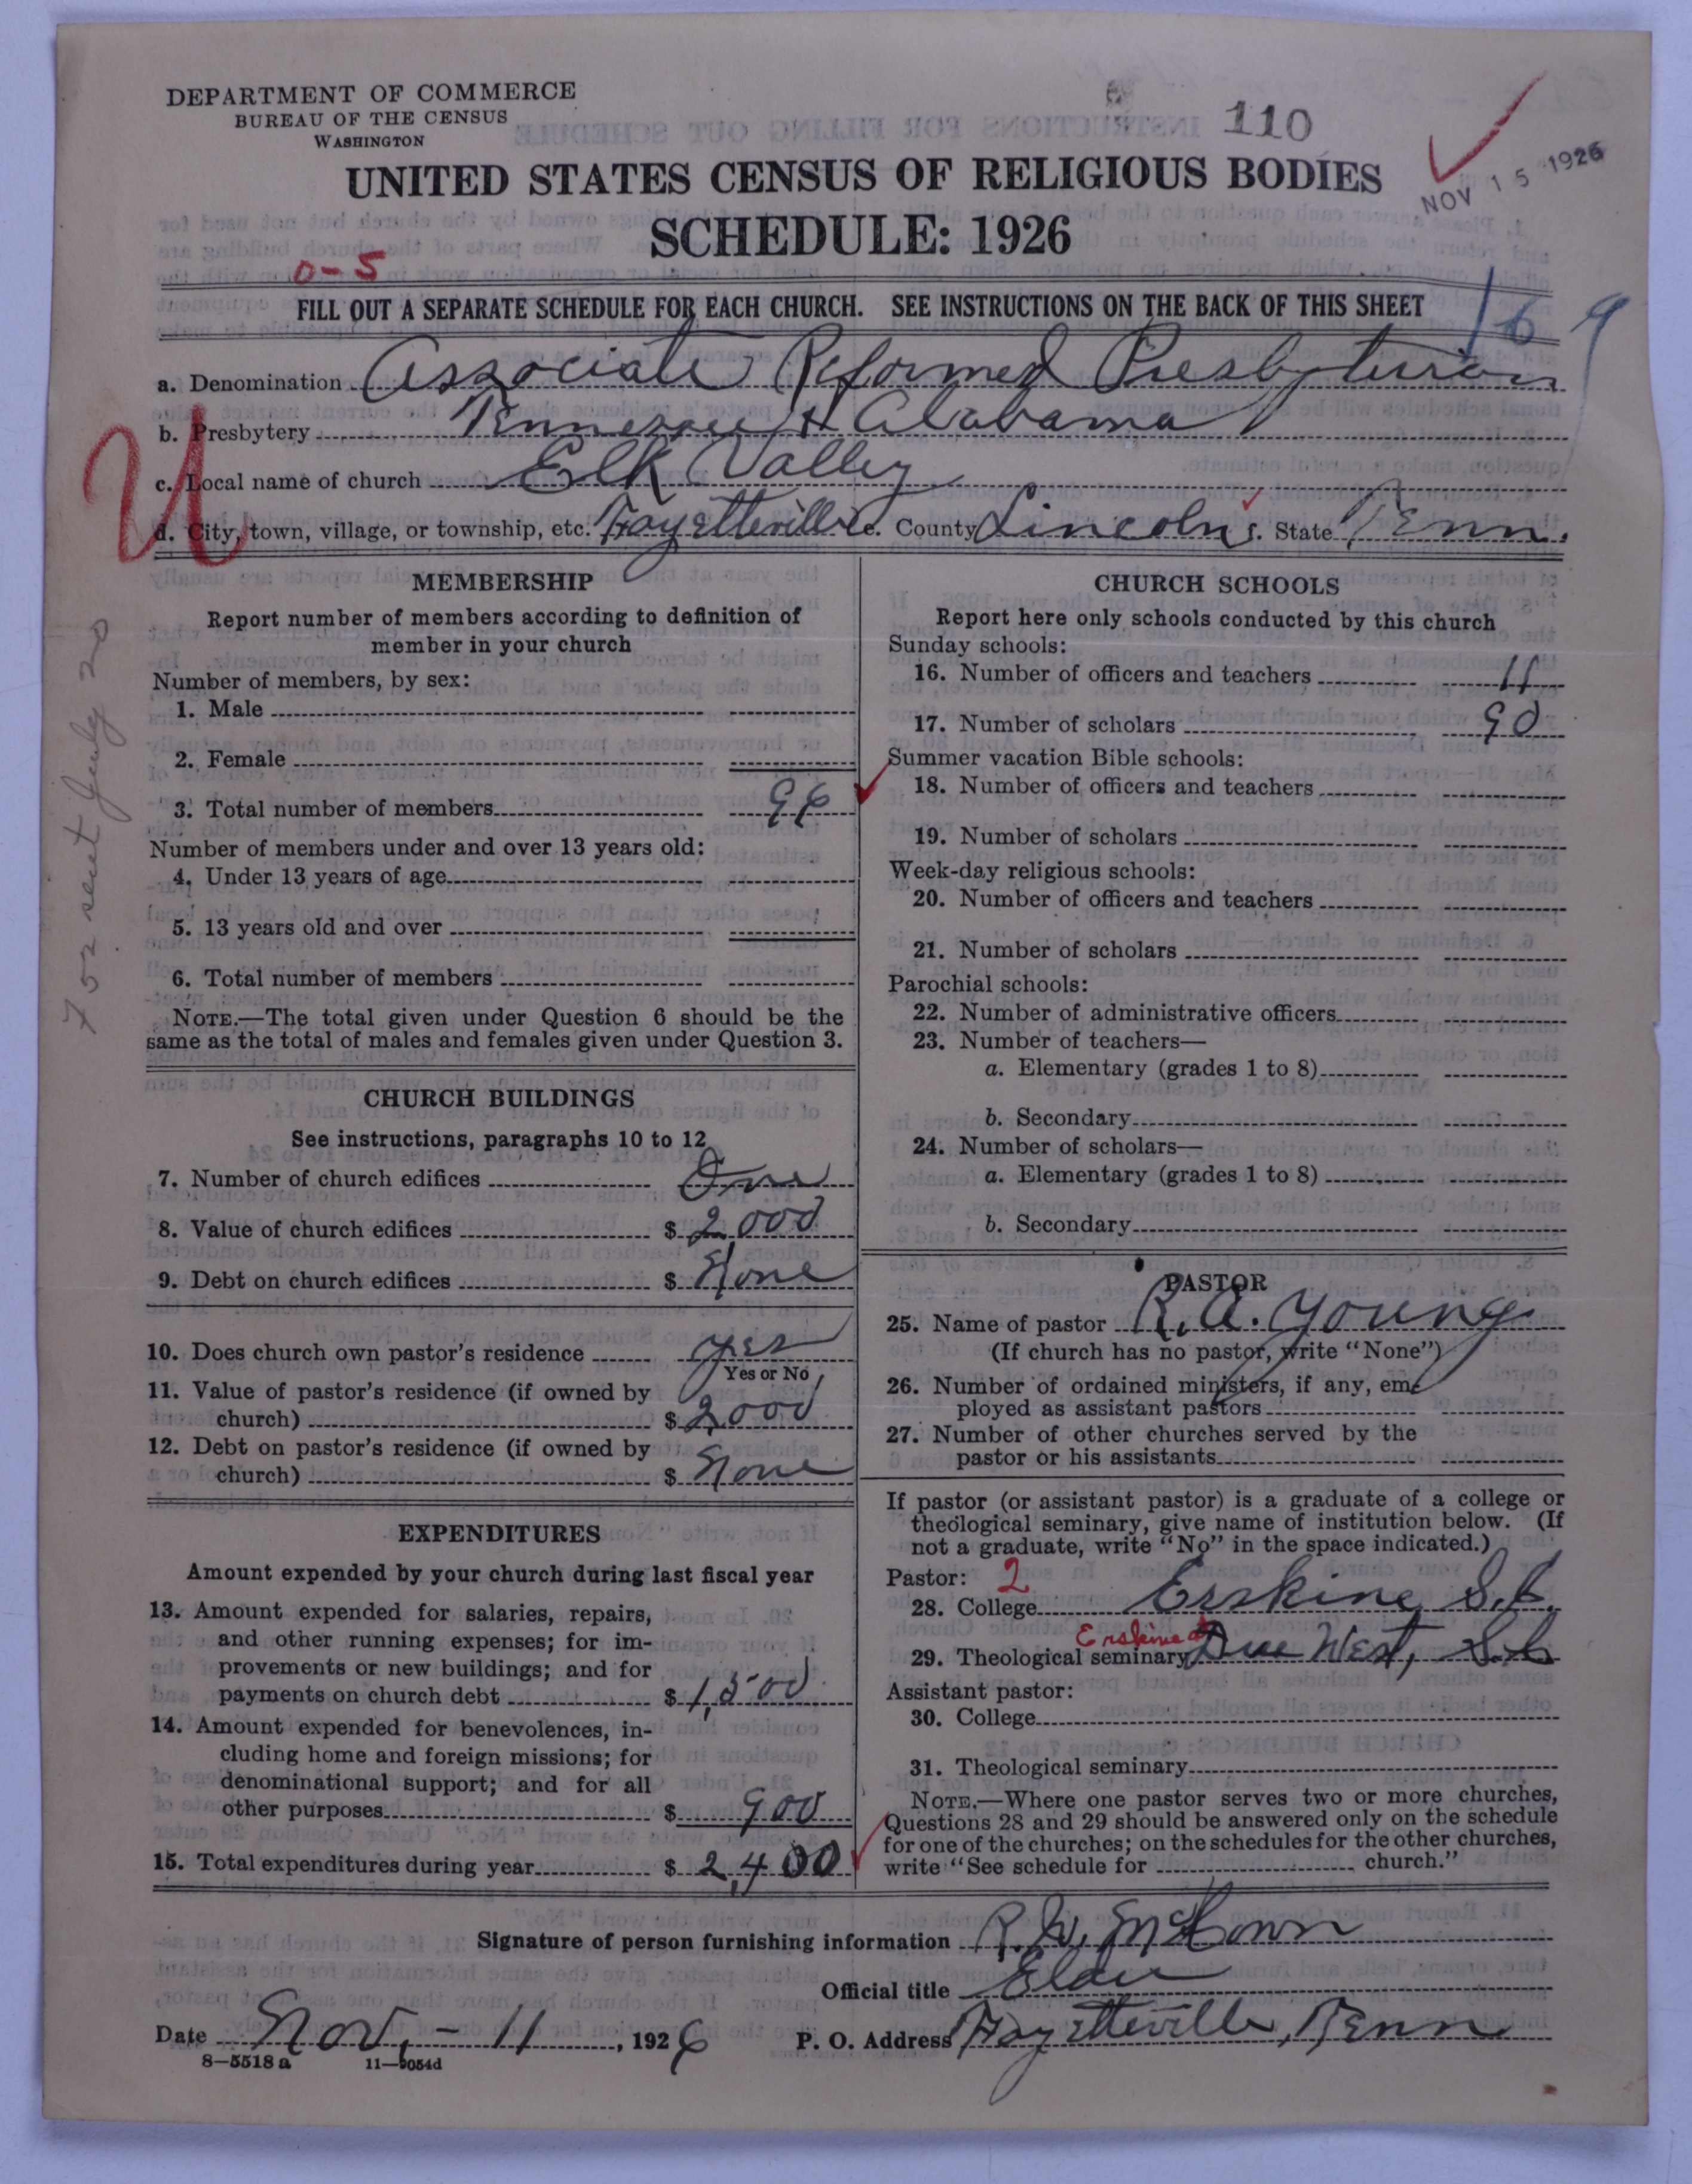 DEPARTMENT OF COMMERCE
BUREAU OF THE CENSUS
WASHINGTON
110
NOV 15 1926
UNITED STATES CENSUS OF RELIGIOUS BODIES
SCHEDULE: 1926
0-5
FILL OUT A SEPARATE SCHEDULE FOR EACH CHURCH. SEE INSTRUCTIONS ON THE BACK OF THIS SHEET
a. Denomination Associate Reformed Presbyterian
b. Presbytery Tennessee & Alabama
c. Local name of church Elk Valley
d. City, town, village, or township, etc. Fayetteville e. County Lincoln f. State Tenn.
U
752 sent July 20
MEMBERSHIP
Report number of members according to definition of
member in your church
Number of members, by sex:
1. Male
2. Female
3. Total number of members 96
Number of members under and over 13 years old:
4. Under 13 years of age
5. 13 years old and over
6. Total number of members
NOTE.—The total given under Question 6 should be the
same as the total of males and females given under Question 3.
CHURCH BUILDINGS
See instructions, paragraphs 10 to 12
7. Number of church edifices One
8. Value of church edifices $ 2,000
9. Debt on church edifices $ None
10. Does church own pastor's residence yes
Yes or No
11. Value of pastor's residence (if owned by
church) $ 2,000
12. Debt on pastor's residence (if owned by
church) $ None
EXPENDITURES
Amount expended by your church during last fiscal year
13. Amount expended for salaries, repairs,
and other running expenses; for im-
provements or new buildings; and for
payments on church debt $ 1,500
14. Amount expended for benevolences, in-
cluding home and foreign missions; for
denominational support; and for all
other purposes $ 900
15. Total expenditures during year $ 2,400
CHURCH SCHOOLS
Report here only schools conducted by this church
Sunday schools:
16. Number of officers and teachers 11
17. Number of scholars 90
Summer vacation Bible schools:
18. Number of officers and teachers
19. Number of scholars
Week-day religious schools:
20. Number of officers and teachers
21. Number of scholars
Parochial schools:
22. Number of administrative officers
23. Number of teachers—
a. Elementary (grades 1 to 8)
b. Secondary
24. Number of scholars—
a. Elementary (grades 1 to 8)
b. Secondary
PASTOR
25. Name of pastor R. A. Young
(If church has no pastor, write "None")
26. Number of ordained ministers, if any, em-
ployed as assistant pastors
27. Number of other churches served by the
pastor or his assistants
If pastor (or assistant pastor) is a graduate of a college or
theological seminary, give name of institution below. (If
not a graduate, write "No" in the space indicated.)
Pastor: 2
28. College Erskine S.C.
29. Theological seminary Erskine at Due West, S.C
Assistant pastor:
30. College
31. Theological seminary
NOTE.—Where one pastor serves two or more churches,
Questions 28 and 29 should be answered only on the schedule
for one of the churches; on the schedules for the other churches,
write "See schedule for church."
Signature of person furnishing information R. W. McCown
Official title Elder
Date Nov. - 11, 1926 P. O. Address Fayetteville, Tenn
8—5518a 11—9054d